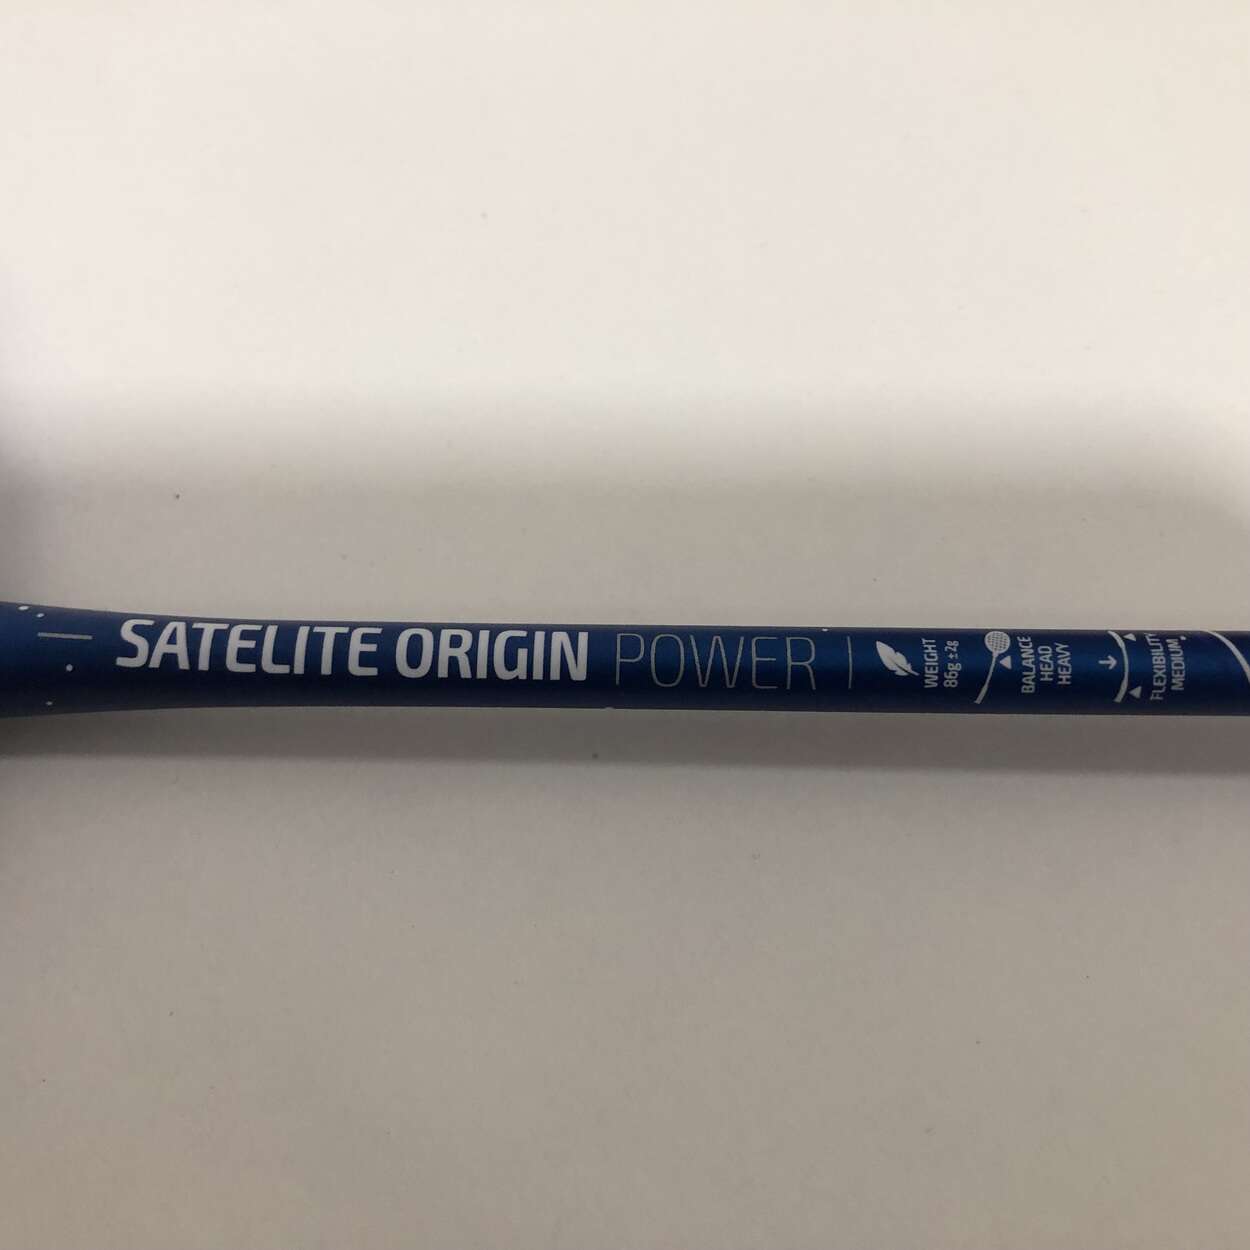 SATELITE ORIGIN POWER
WEIGHT
86g ±2g
BALANCE
HEAD
HEAVY
FLEXIBILITY
MEDIUM